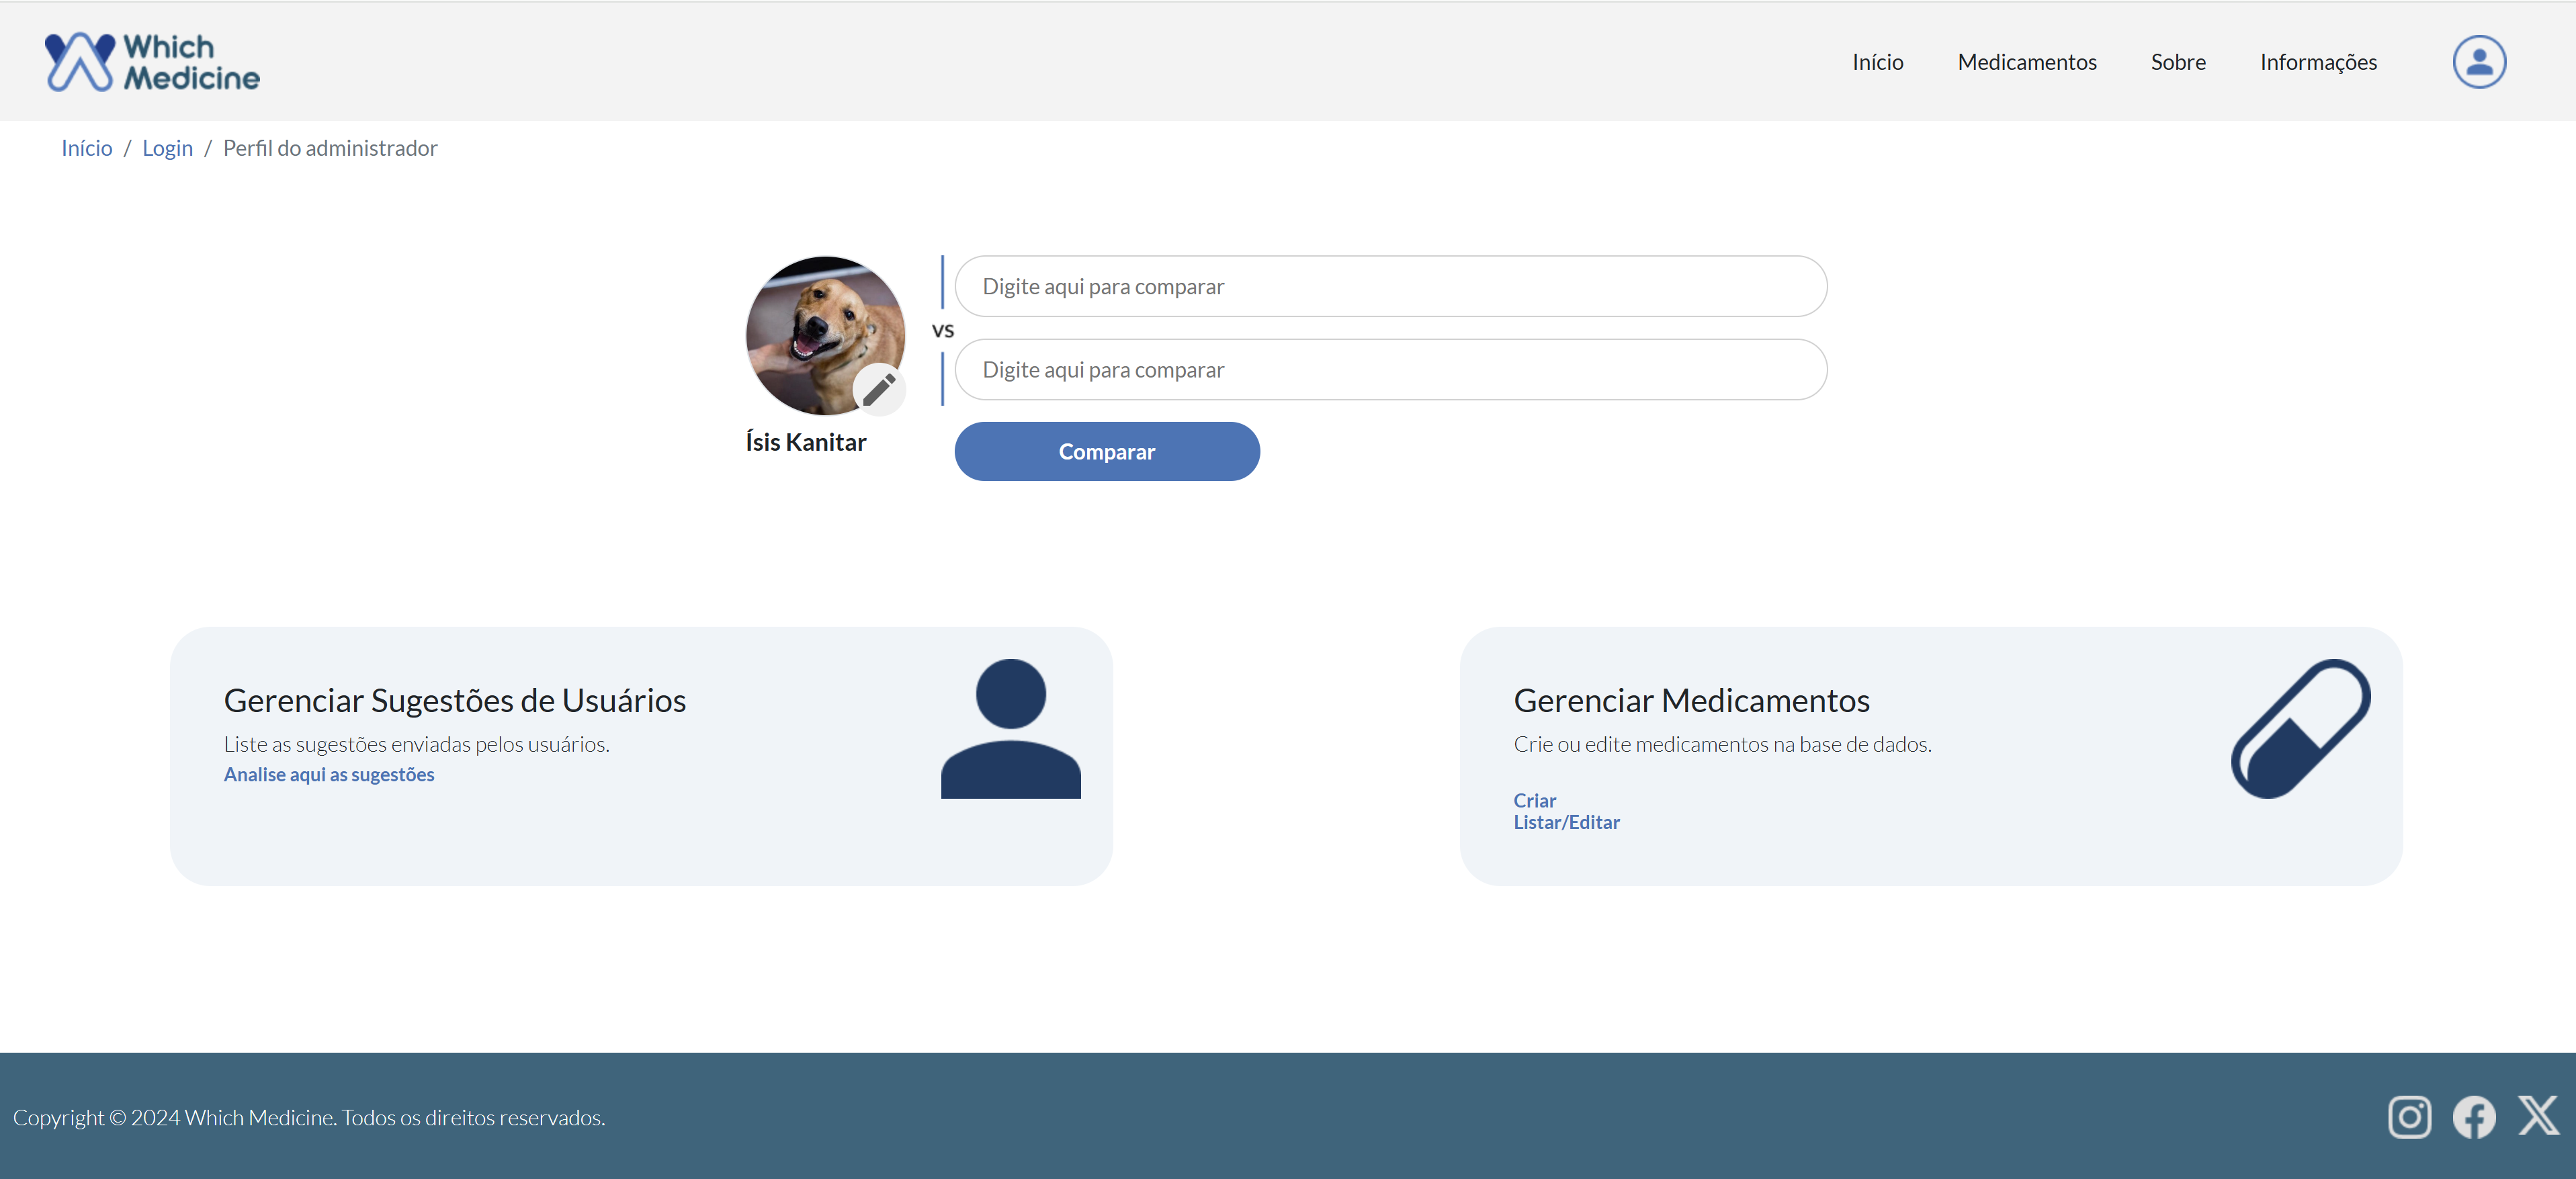 Which
Medicine
Início
Medicamentos
Sobre
Informações
Início / Login / Perfil do administrador
Digite aqui para comparar
VS
Digite aqui para comparar
Ísis Kanitar
Comparar
Gerenciar Sugestões de Usuários
Liste as sugestões enviadas pelos usuários.
Analise aqui as sugestões
Gerenciar Medicamentos
Crie ou edite medicamentos na base de dados.
Criar
Listar/Editar
Copyright © 2024 Which Medicine. Todos os direitos reservados.